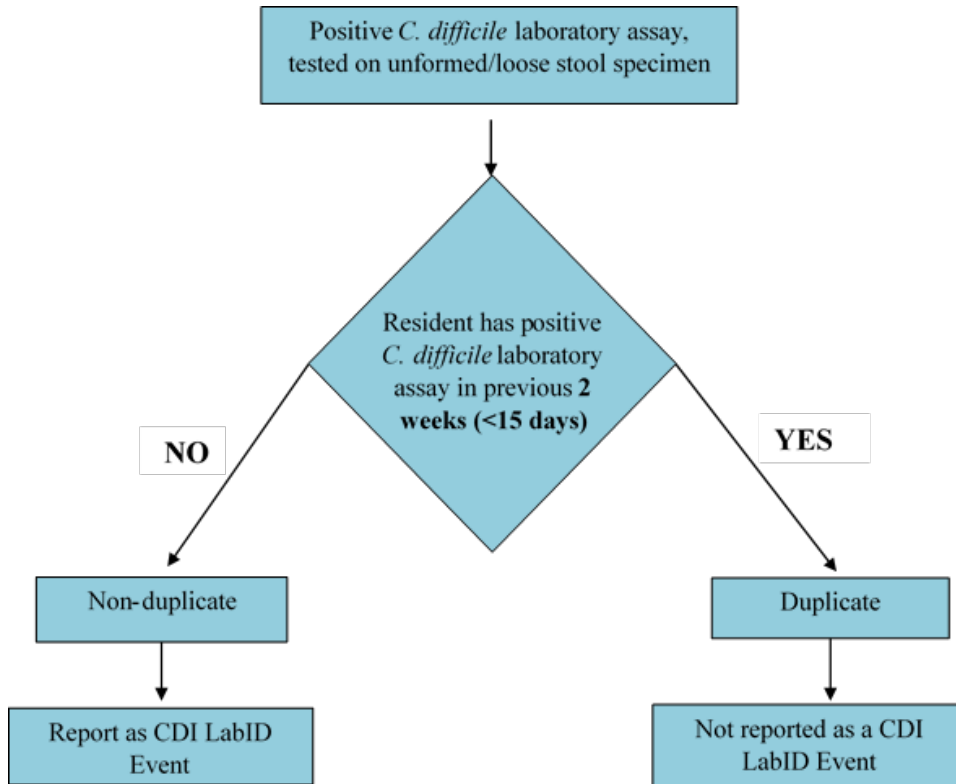 Positive C. difficile laboratory assay,
tested on unformed/loose stool specimen
Resident has positive
C. difficile laboratory
assay in previous 2
weeks (<15 days)
NO
YES
Non-duplicate
Duplicate
Report as CDI LabID
Event
Not reported as a CDI
LabID Event